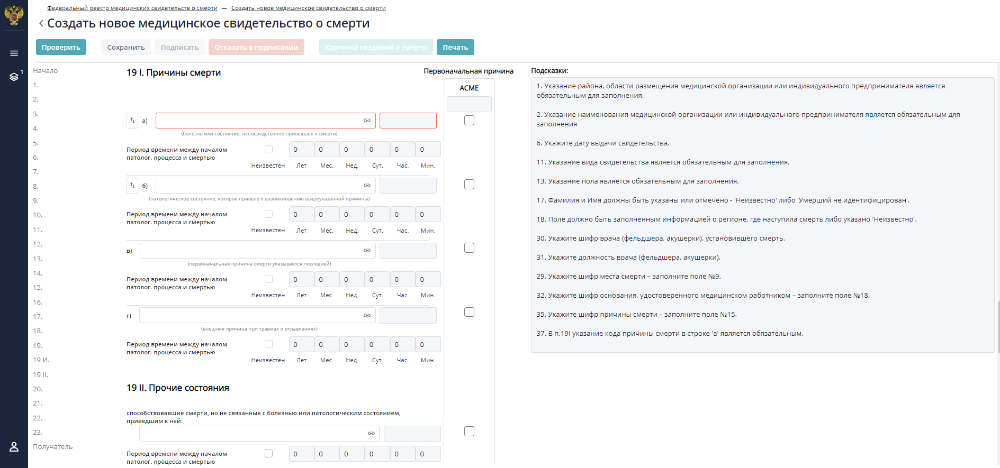 Федеральный реестр медицинских свидетельств о смерти — Создать новое медицинское свидетельство о смерти
Создать новое медицинское свидетельство о смерти
Проверить Сохранить Подписать Отказать в подписании Карточка сведений о смерти Печать
1
Начало
1.
2.
3.
4.
5.
6.
7.
8.
9.
10.
11.
12.
13.
14.
15.
16.
17.
18.
19.
19 И.
19 II.
20.
21.
22.
23.
Получатель
19 I. Причины смерти
Первоначальная причина
ACME
а)
(болезнь или состояние, непосредственно приведшее к смерти)
Период времени между началом
патолог. процесса и смертью
0 0 0 0 0 0
Неизвестен Лет Мес. Нед. Сут. Час. Мин.
б)
(патологическое состояние, которое привело к возникновению вышеуказанной причины)
Период времени между началом
патолог. процесса и смертью
0 0 0 0 0 0
Неизвестен Лет Мес. Нед. Сут. Час. Мин.
в)
(первоначальная причина смерти указывается последней)
Период времени между началом
патолог. процесса и смертью
0 0 0 0 0 0
Неизвестен Лет Мес. Нед. Сут. Час. Мин.
г)
(внешняя причина при травмах и отравлениях)
Период времени между началом
патолог. процесса и смертью
0 0 0 0 0 0
Неизвестен Лет Мес. Нед. Сут. Час. Мин.
19 II. Прочие состояния
способствовавшие смерти, но не связанные с болезнью или патологическим состоянием,
приведшим к ней:
Период времени между началом
патолог. процесса и смертью
0 0 0 0 0 0
Подсказки:
1. Указание района, области размещения медицинской организации или индивидуального предпринимателя является
обязательным для заполнения.
2. Указание наименования медицинской организации или индивидуального предпринимателя является обязательным для
заполнения
6. Укажите дату выдачи свидетельства.
11. Указание вида свидетельства является обязательным для заполнения.
13. Указание пола является обязательным для заполнения.
17. Фамилия и Имя должны быть указаны или отмечено - 'Неизвестно' либо 'Умерший не идентифицирован'.
18. Поле должно быть заполненным информацией о регионе, где наступила смерть либо указано 'Неизвестно'.
30. Укажите шифр врача (фельдшера, акушерки), установившего смерть.
31. Укажите должность врача (фельдшера, акушерки).
29. Укажите шифр места смерти – заполните поле №9.
32. Укажите шифр основания, удостоверенного медицинском работником – заполните поле №18.
35. Укажите шифр причины смерти – заполните поле №15.
37. В п.19I указание кода причины смерти в строке 'а' является обязательным.